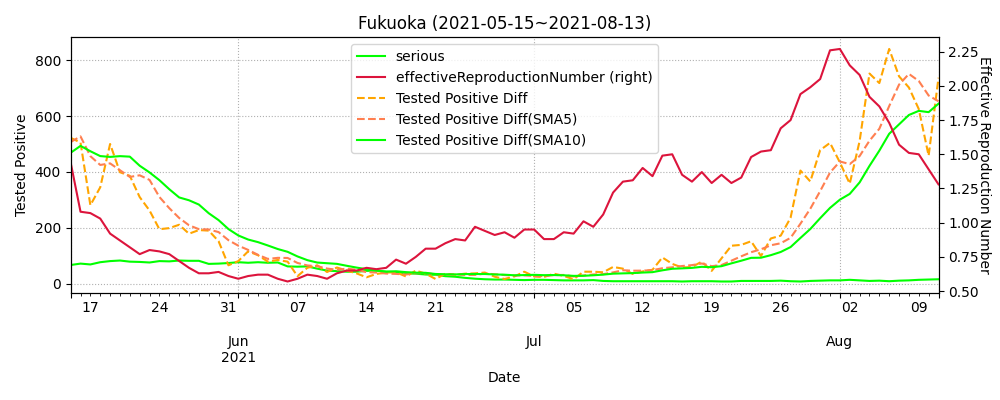 Fukuoka (2021-05-15~2021-08-13)
serious
effectiveReproductionNumber (right)
Tested Positive Diff
Tested Positive Diff(SMA5)
Tested Positive Diff(SMA10)
Tested Positive
800
600
400
200
0
Effective Reproduction Number
2.25
2.00
1.75
1.50
1.25
1.00
0.75
0.50
17 24 07 14 21 28 05 12 19 26 02 09
Jun Jul Aug
2021
Date